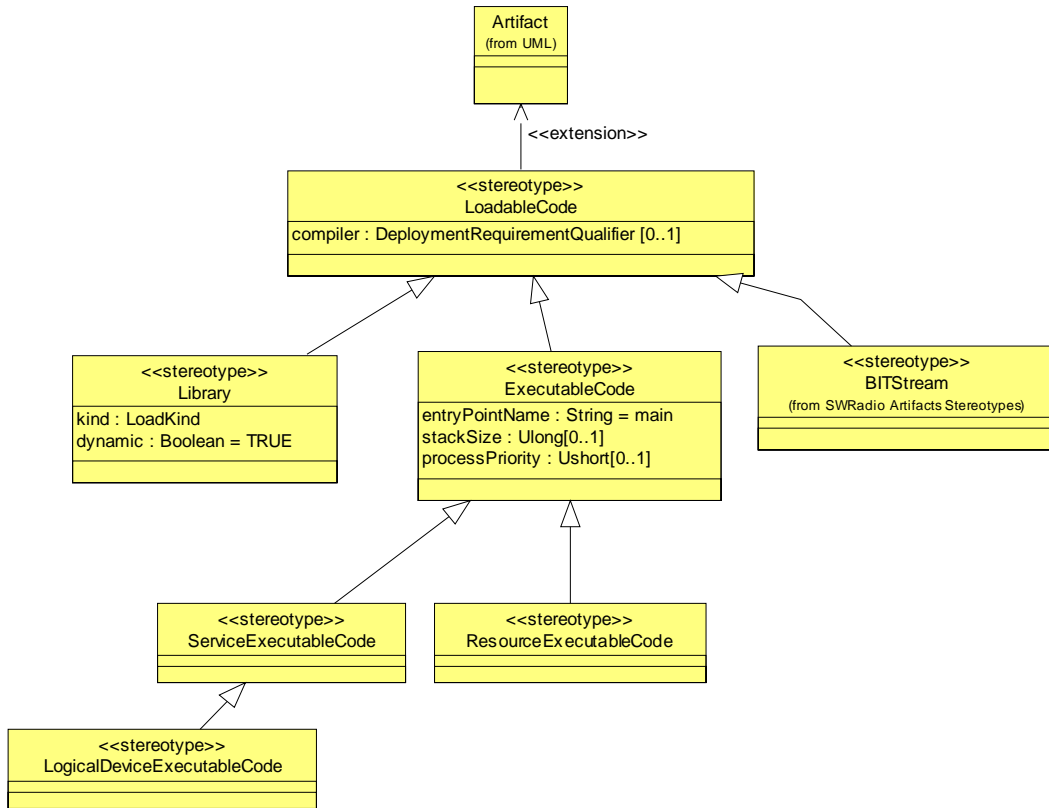 Artifact
(from UML)
<<extension>>
<<stereotype>>
LoadableCode
compiler : DeploymentRequirementQualifier [0..1]
<<stereotype>>
Library
kind : LoadKind
dynamic : Boolean = TRUE
<<stereotype>>
ExecutableCode
entryPointName : String = main
stackSize : Ulong[0..1]
processPriority : Ushort[0..1]
<<stereotype>>
BITStream
(from SWRadio Artifacts Stereotypes)
<<stereotype>>
ServiceExecutableCode
<<stereotype>>
ResourceExecutableCode
<<stereotype>>
LogicalDeviceExecutableCode